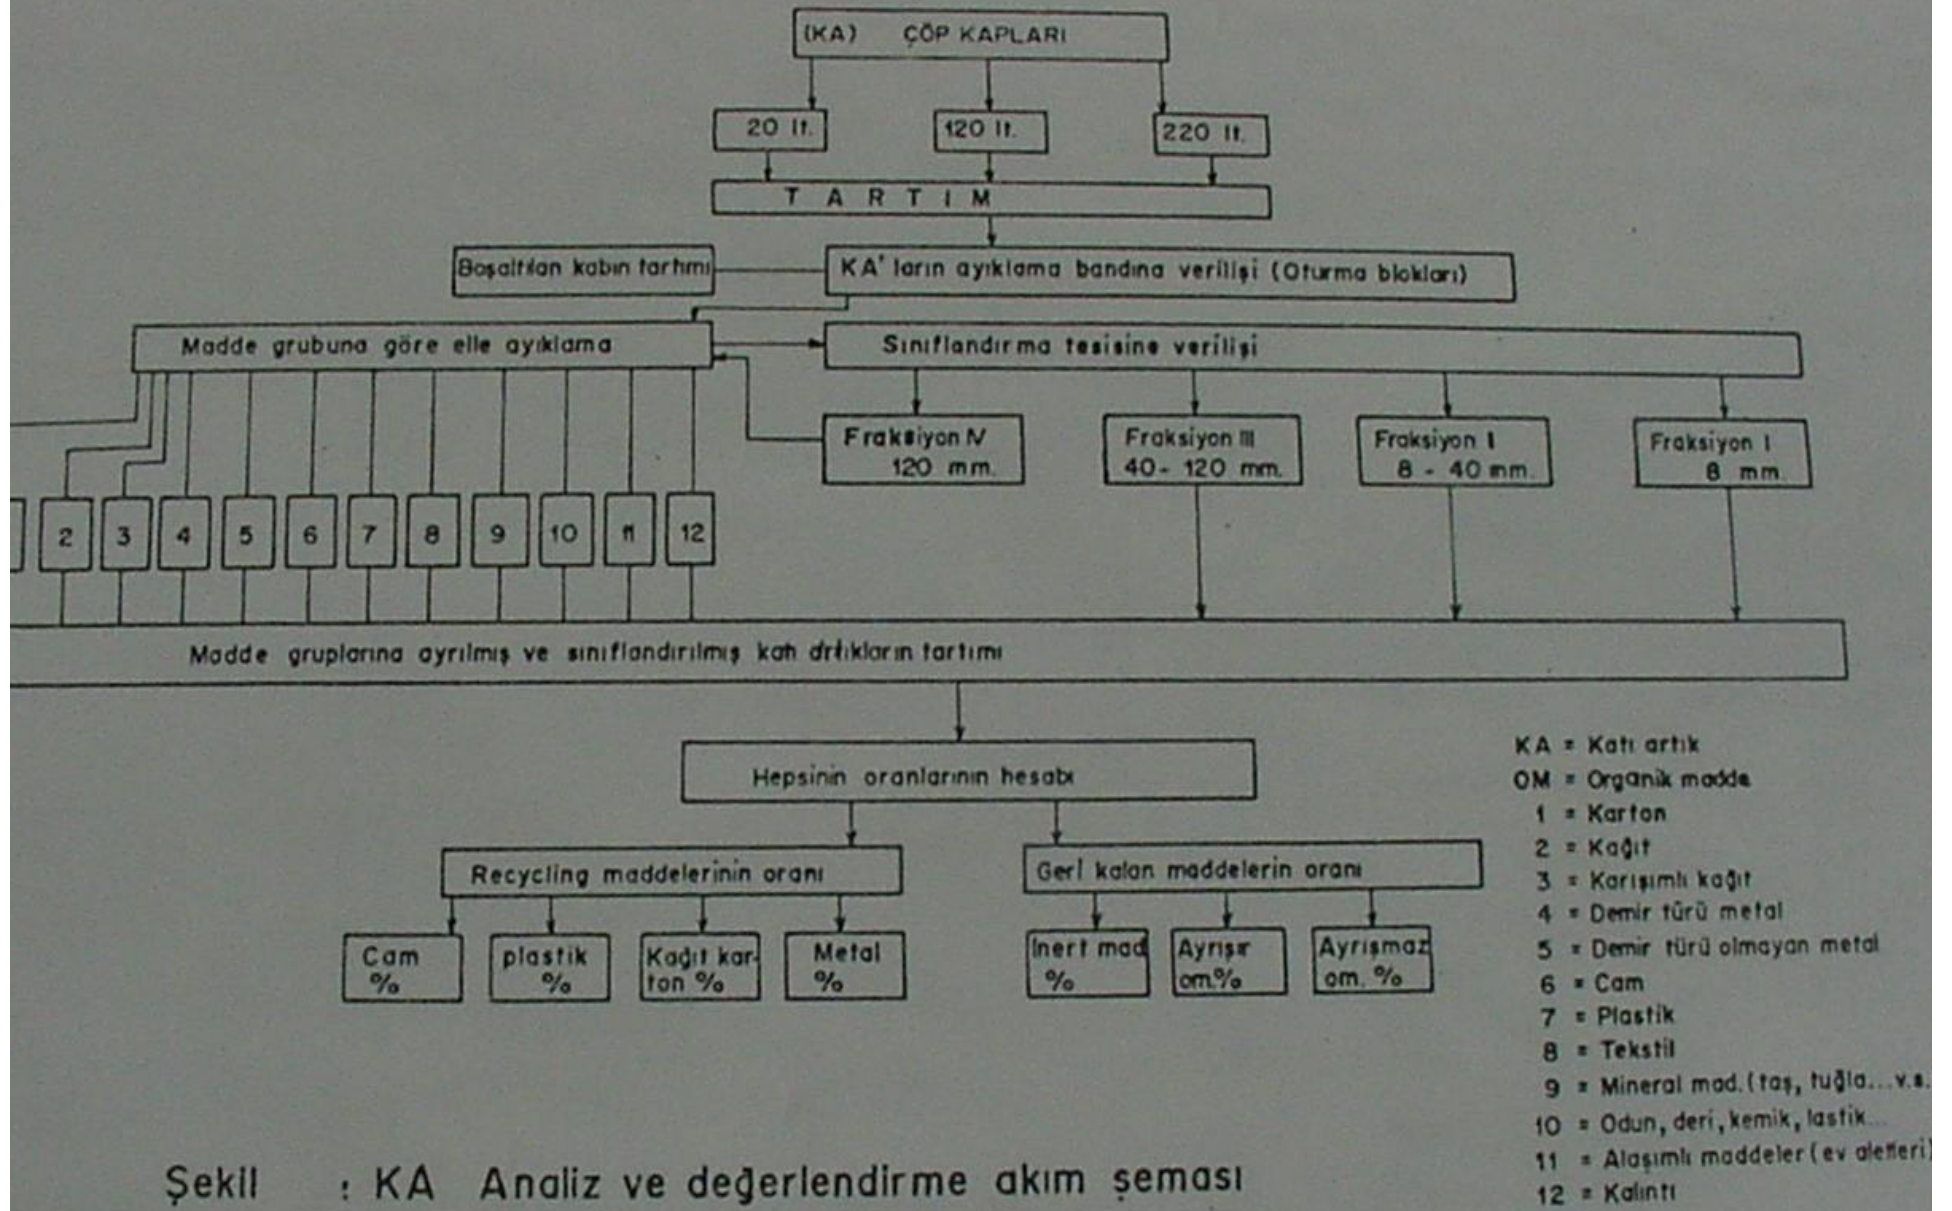 (KA) ÇÖP KAPLARI
20 lt.
120 lt.
220 lt.
TARTIM
Boşaltılan kabın tartımı
KA' ların ayıklama bandına verilişi (Oturma blokları)
Madde grubuna göre elle ayıklama
Sınıflandırma tesisine verilişi
Fraksiyon IV
120 mm.
Fraksiyon III
40- 120 mm.
Fraksiyon I
8 - 40 mm.
Fraksiyon I
8 mm.
2
3
4
5
6
7
8
9
10
11
12
Madde gruplarına ayrılmış ve sınıflandırılmış katı artıkların tartımı
Hepsinin oranlarının hesabı
Recycling maddelerinin oranı
Geri kalan maddelerin oranı
Cam
%
plastik
%
Kağıt kar-
ton %
Metal
%
İnert mad
%
Ayrışır
om.%
Ayrışmaz
om. %
KA = Katı artık
OM = Organik madde
1 = Karton
2 = Kağıt
3 = Karışımlı kağıt
4 = Demir türü metal
5 = Demir türü olmayan metal
6 = Cam
7 = Plastik
8 = Tekstil
9 = Mineral mad. (taş, tuğla...v.s.
10 = Odun, deri, kemik, lastik...
11 = Alaşımlı maddeler (ev aletleri)
12 = Kalıntı
Şekil : KA Analiz ve değerlendirme akım şeması